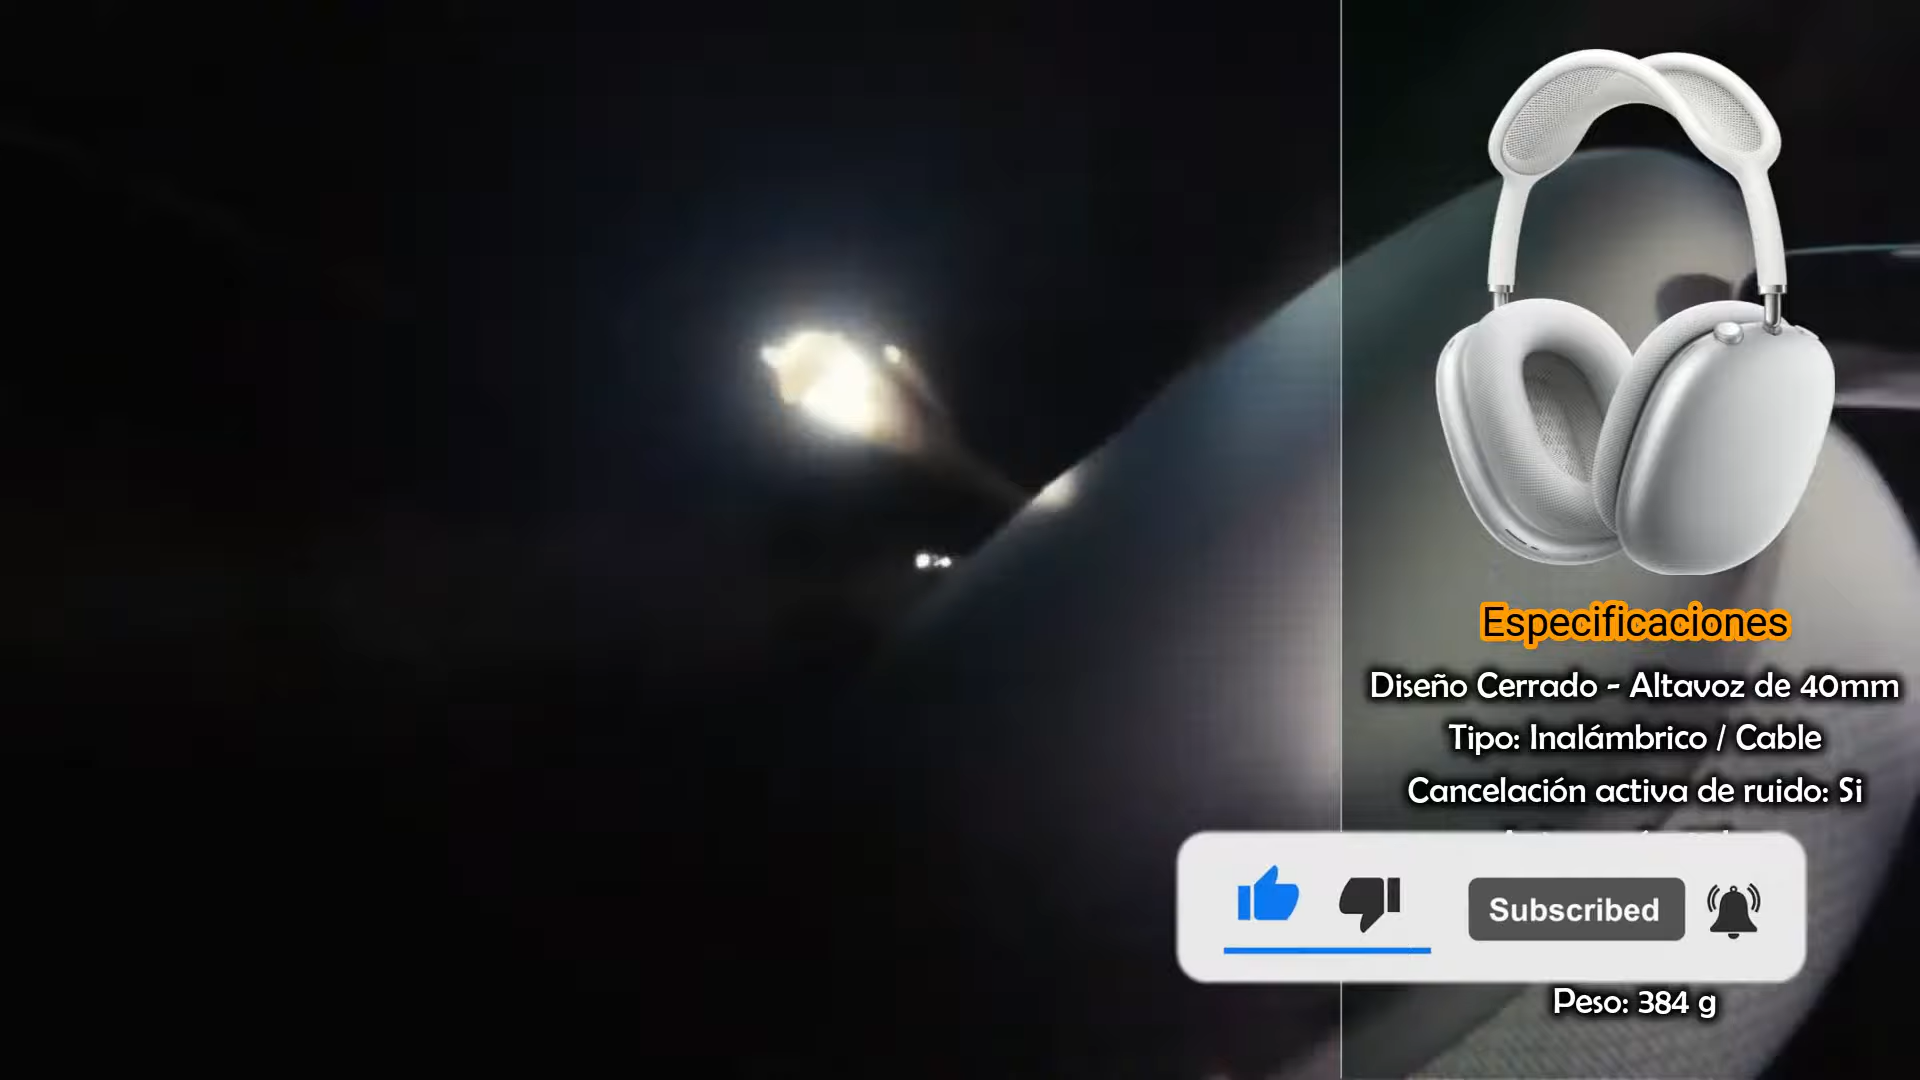 Especificaciones
Diseño Cerrado - Altavoz de 40mm
Tipo: Inalámbrico / Cable
Cancelación activa de ruido: Si
Subscribed
Peso: 384 g